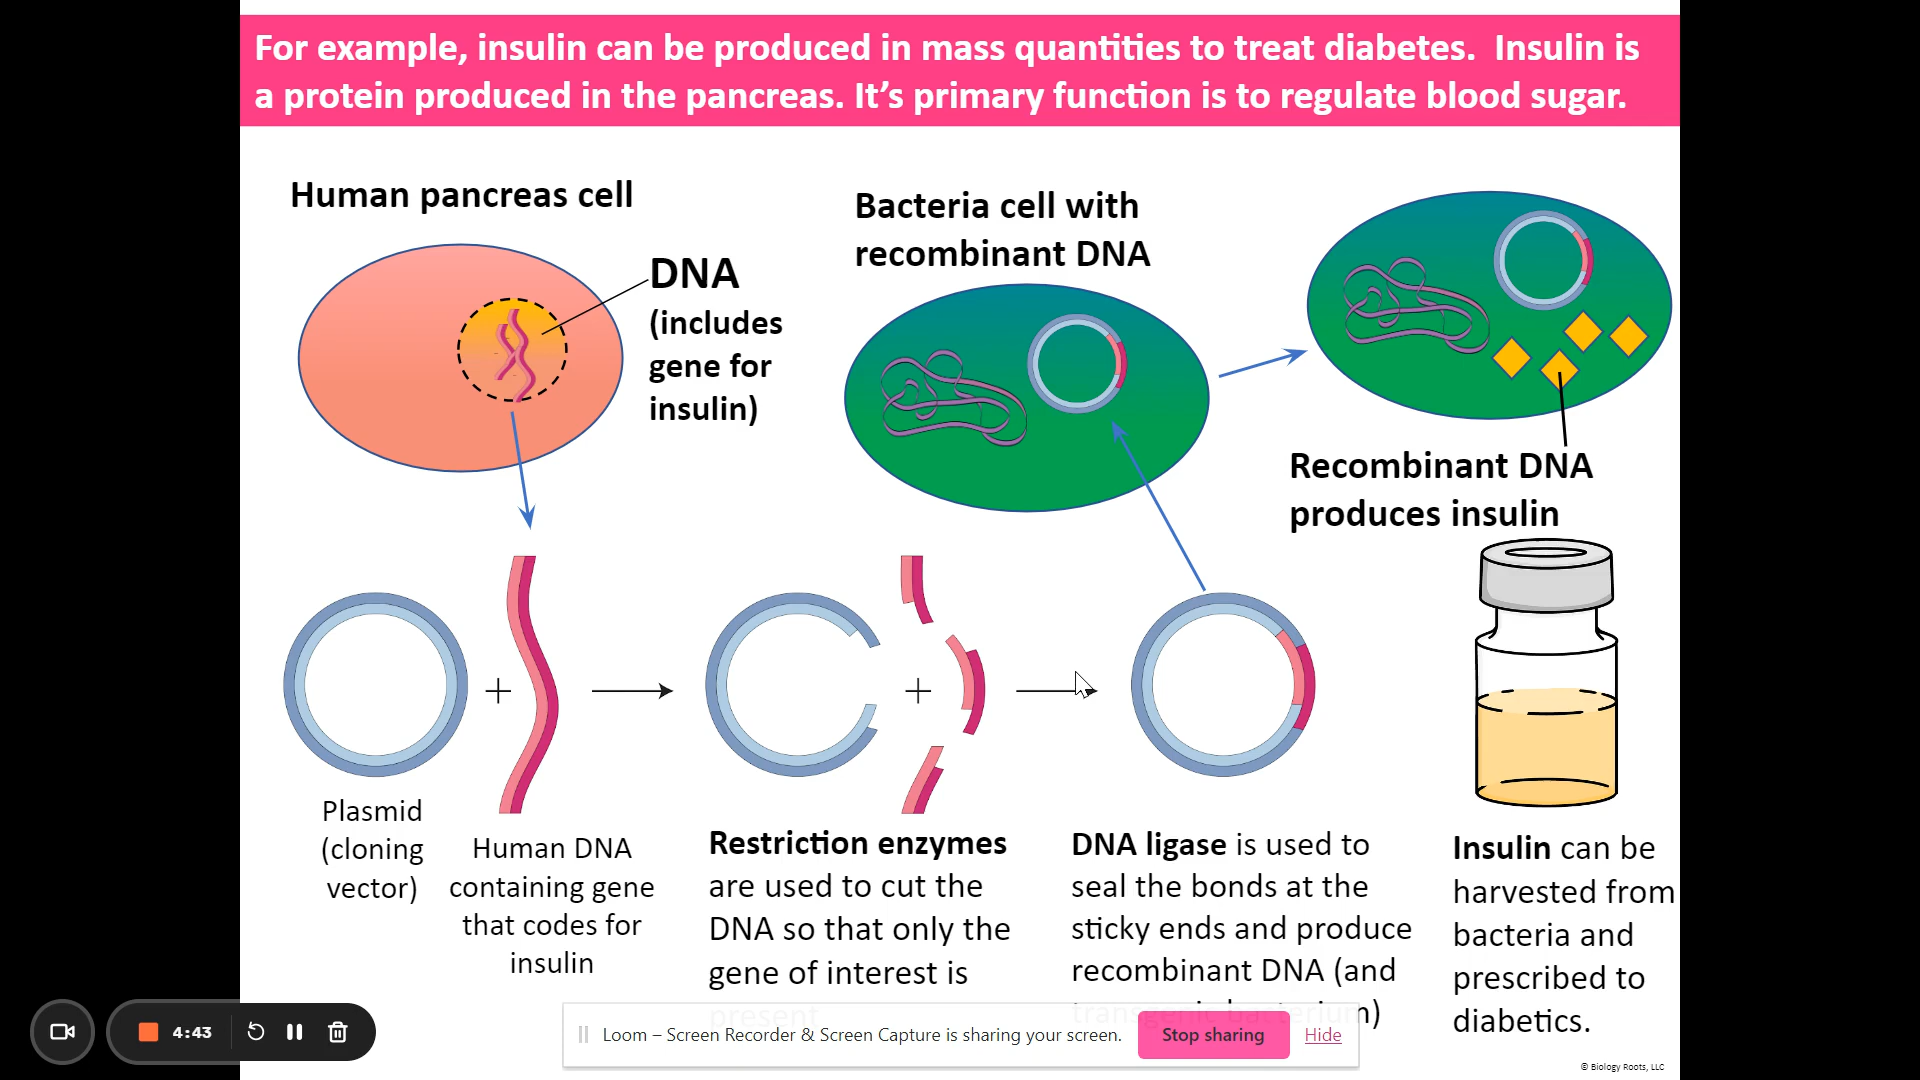 For example, insulin can be produced in mass quantities to treat diabetes.  Insulin is
a protein produced in the pancreas. It’s primary function is to regulate blood sugar.
Human pancreas cell
DNA
(includes
gene for
insulin)
Bacteria cell with
recombinant DNA
Recombinant DNA
produces insulin
+
+
Plasmid
(cloning
vector)
Human DNA
containing gene
that codes for
insulin
Restriction enzymes
are used to cut the
DNA so that only the
gene of interest is
present
DNA ligase is used to
seal the bonds at the
sticky ends and produce
recombinant DNA (and
transgenic bacterium)
Insulin can be
harvested from
bacteria and
prescribed to
diabetics.
4:43
Loom – Screen Recorder & Screen Capture is sharing your screen.
Stop sharing
Hide
© Biology Roots, LLC